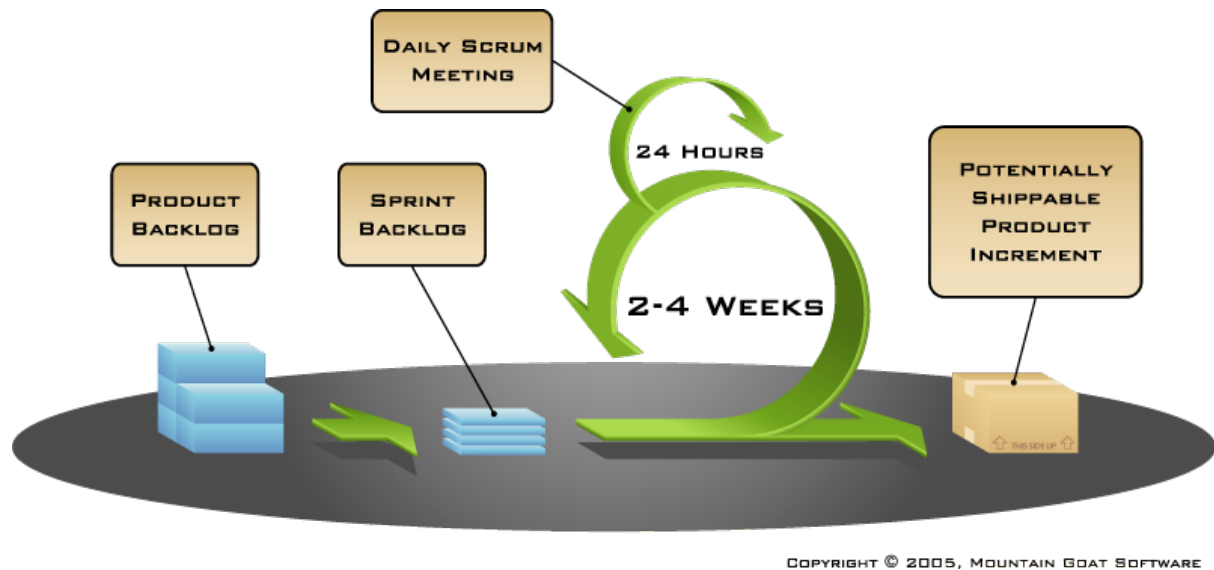 Daily Scrum
Meeting
24 Hours
Product
Backlog
Sprint
Backlog
Potentially
Shippable
Product
Increment
2-4 Weeks
THIS SIDE UP
Copyright © 2005, Mountain Goat Software